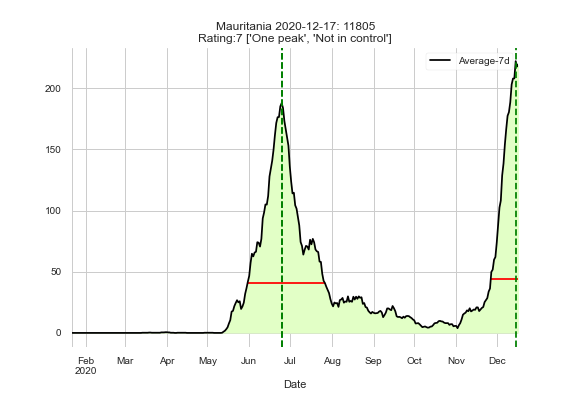 Mauritania 2020-12-17: 11805
Rating:7 ['One peak', 'Not in control']
Average-7d
200
150
100
50
0
Feb Mar Apr May Jun Jul Aug Sep Oct Nov Dec
2020
Date